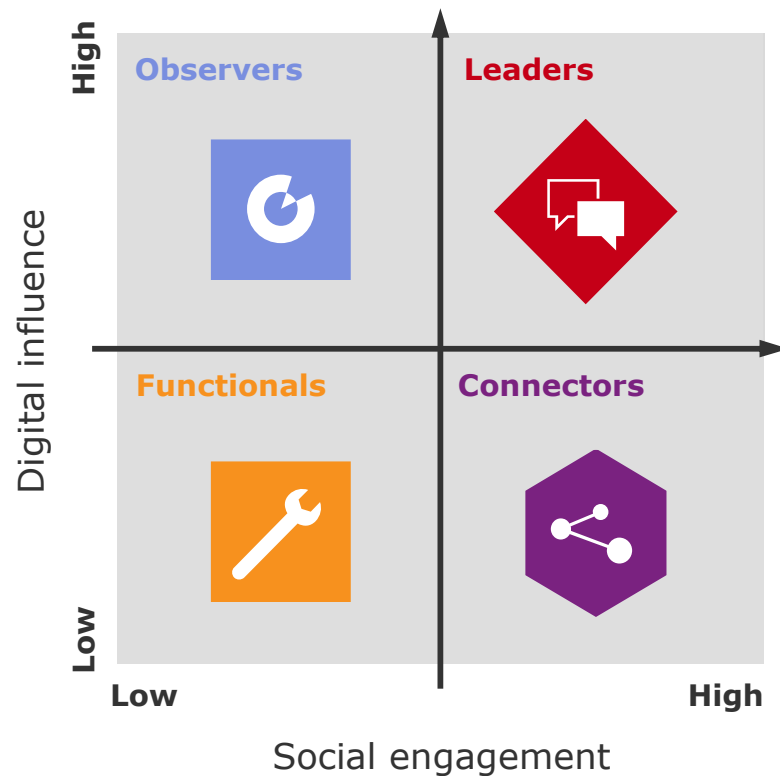 High
Observers
Leaders
Digital influence
Functionals
Connectors
Low
Low
High
Social engagement